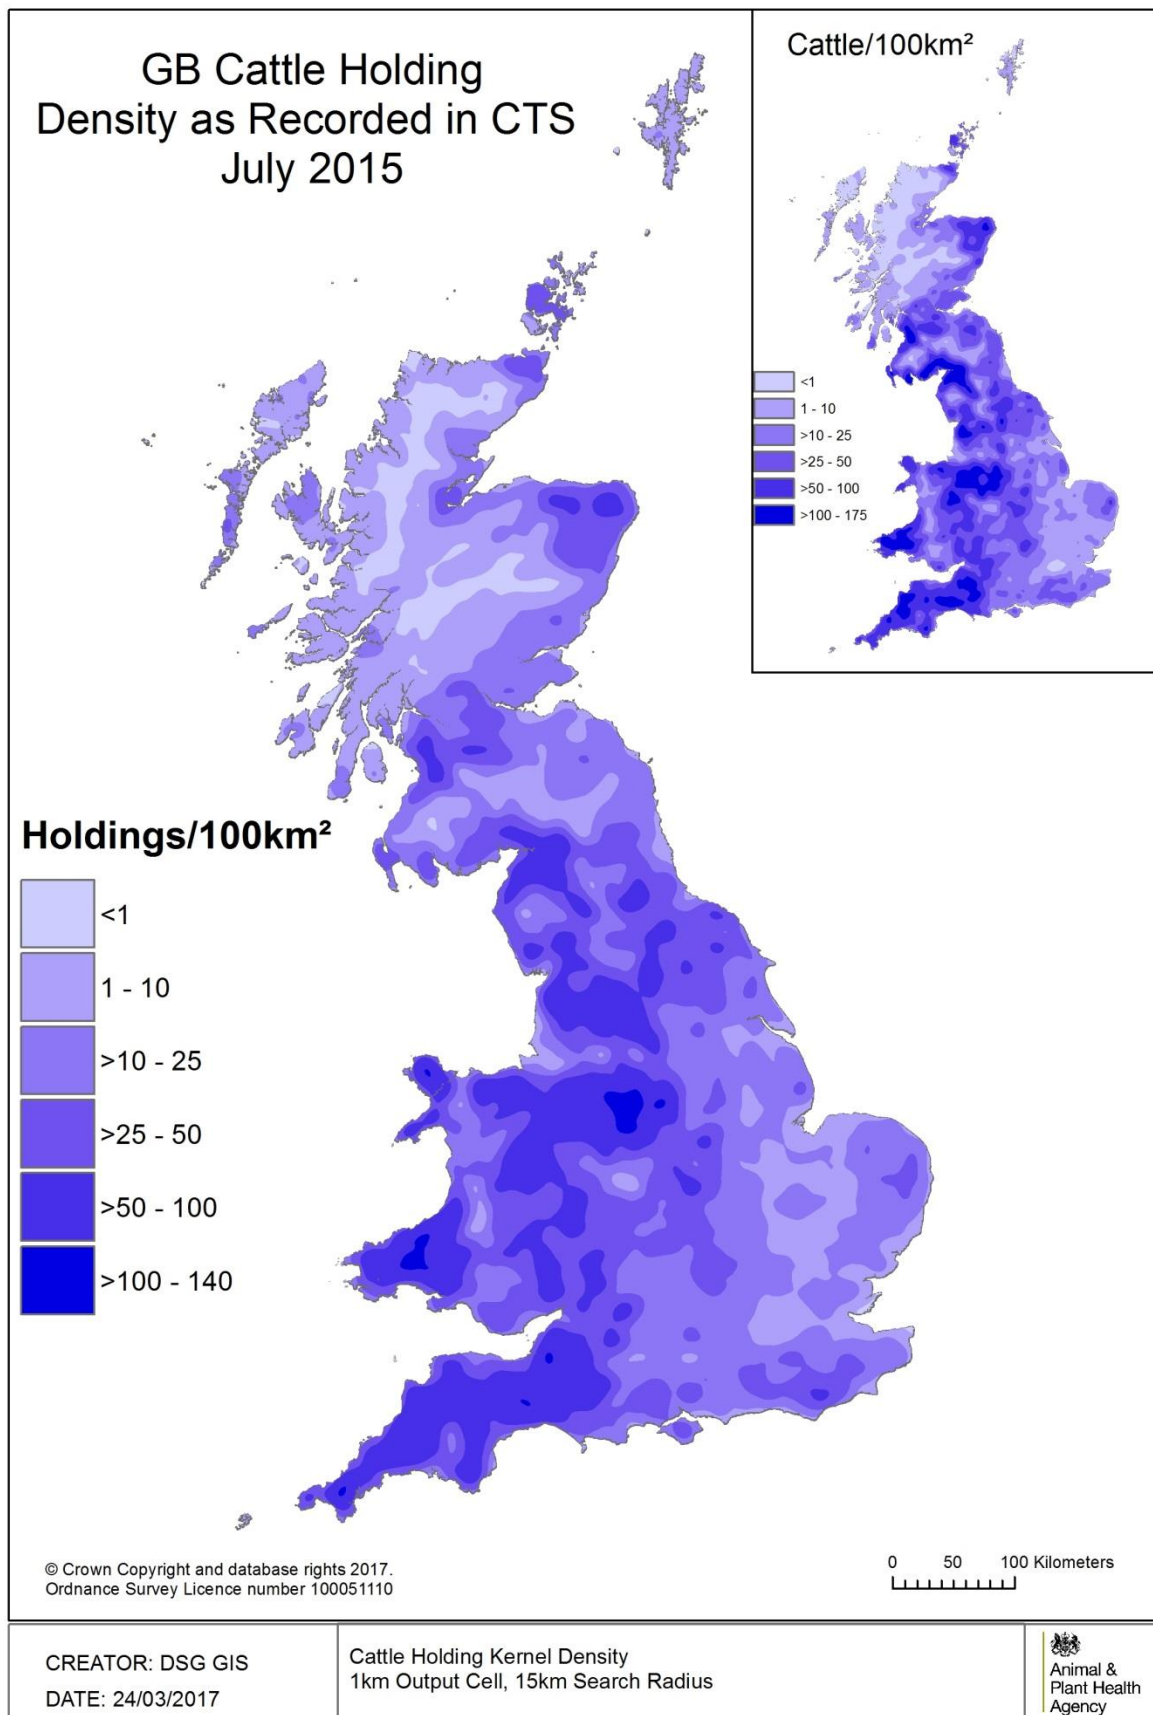 GB Cattle Holding
Density as Recorded in CTS
July 2015
Cattle/100km²
<1
1 - 10
>10 - 25
>25 - 50
>50 - 100
>100 - 175
Holdings/100km²
<1
1 - 10
>10 - 25
>25 - 50
>50 - 100
>100 - 140
© Crown Copyright and database rights 2017.
Ordnance Survey Licence number 100051110
0 50 100 Kilometers
CREATOR: DSG GIS
DATE: 24/03/2017
Cattle Holding Kernel Density
1km Output Cell, 15km Search Radius
Animal &
Plant Health
Agency